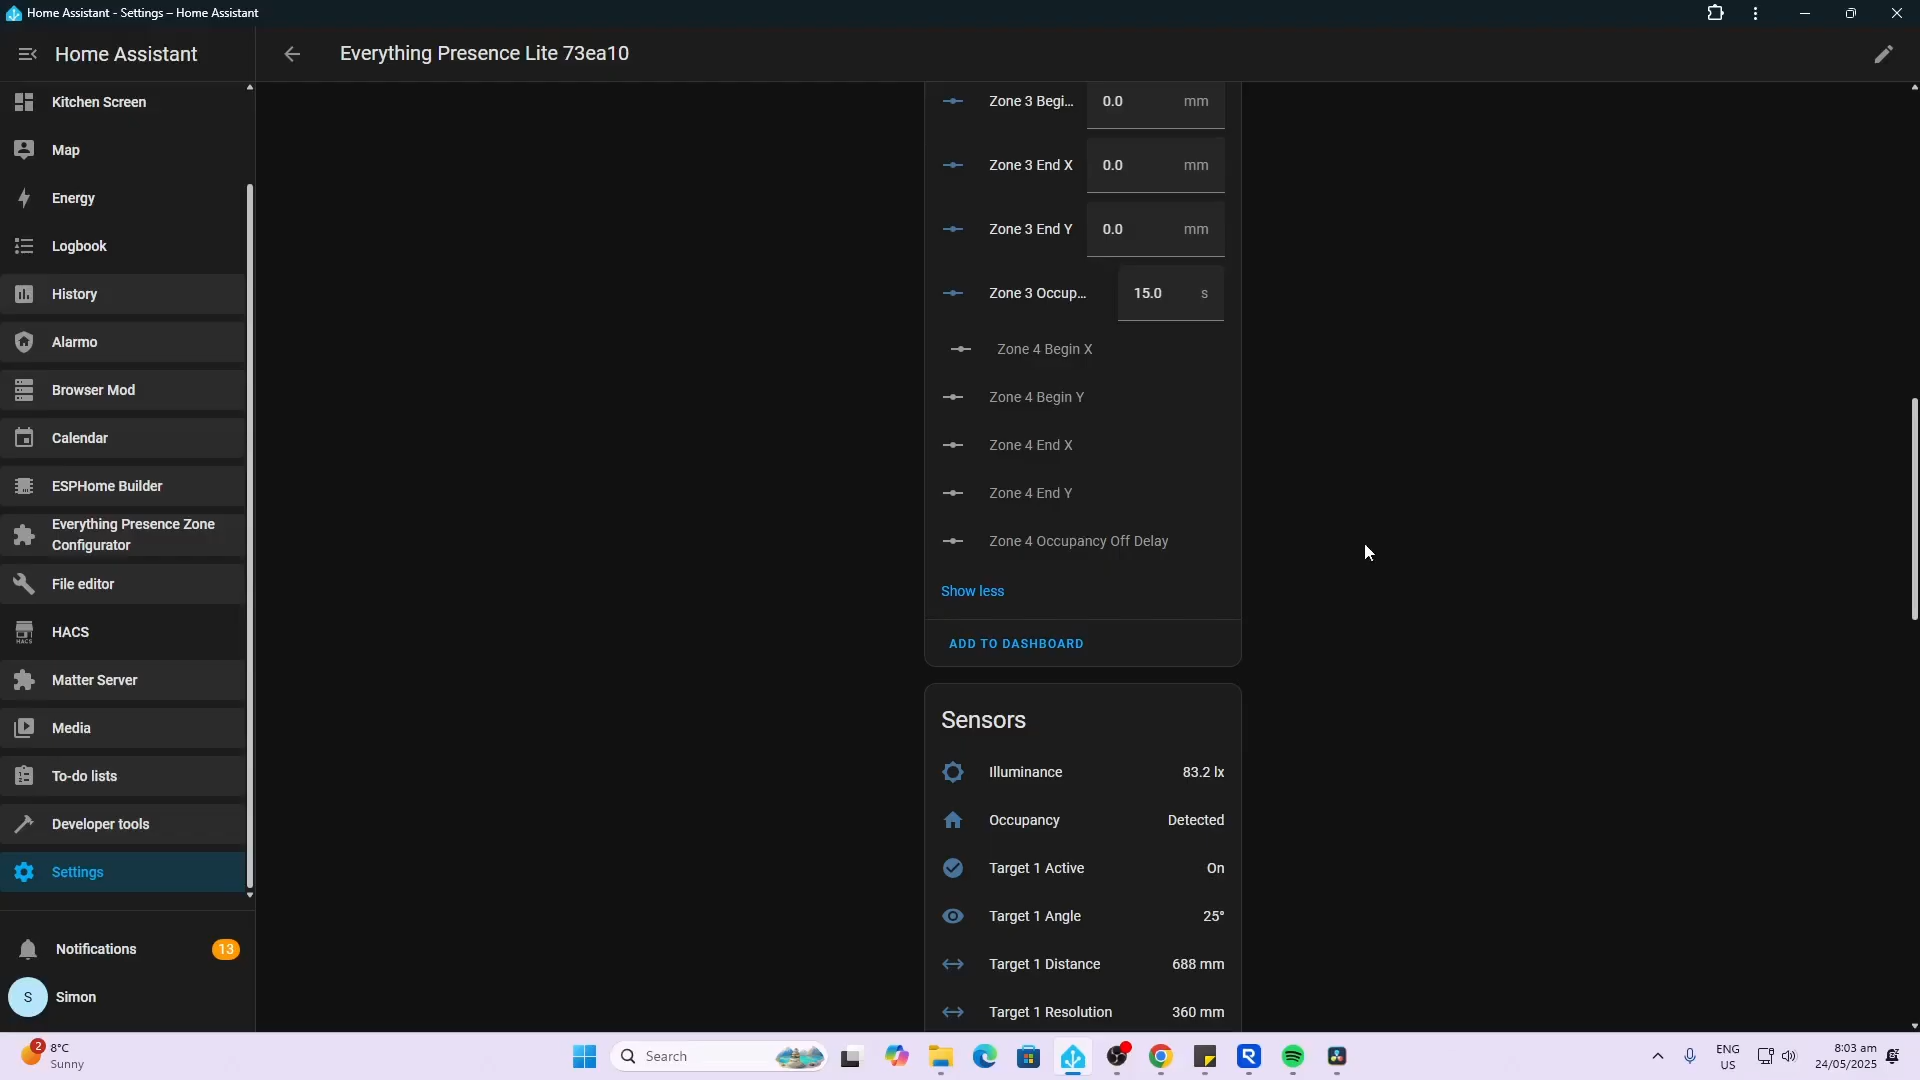 Home Assistant - Settings – Home Assistant
Home Assistant
Everything Presence Lite 73ea10
Kitchen Screen
Map
Energy
Logbook
History
Alarmo
Browser Mod
Calendar
ESPHome Builder
Everything Presence Zone
Configurator
File editor
HACS
HACS
Matter Server
Media
To-do lists
Developer tools
Settings
Notifications 13
S Simon
Zone 3 Begi... 0.0 mm
Zone 3 End X 0.0 mm
Zone 3 End Y 0.0 mm
Zone 3 Occup... 15.0 s
Zone 4 Begin X
Zone 4 Begin Y
Zone 4 End X
Zone 4 End Y
Zone 4 Occupancy Off Delay
Show less
ADD TO DASHBOARD
Sensors
Illuminance 83.2 lx
Occupancy Detected
Target 1 Active On
Target 1 Angle 25°
Target 1 Distance 688 mm
Target 1 Resolution 360 mm
2 8°C
Sunny
Search
ENG
US
8:03 am
24/05/2025